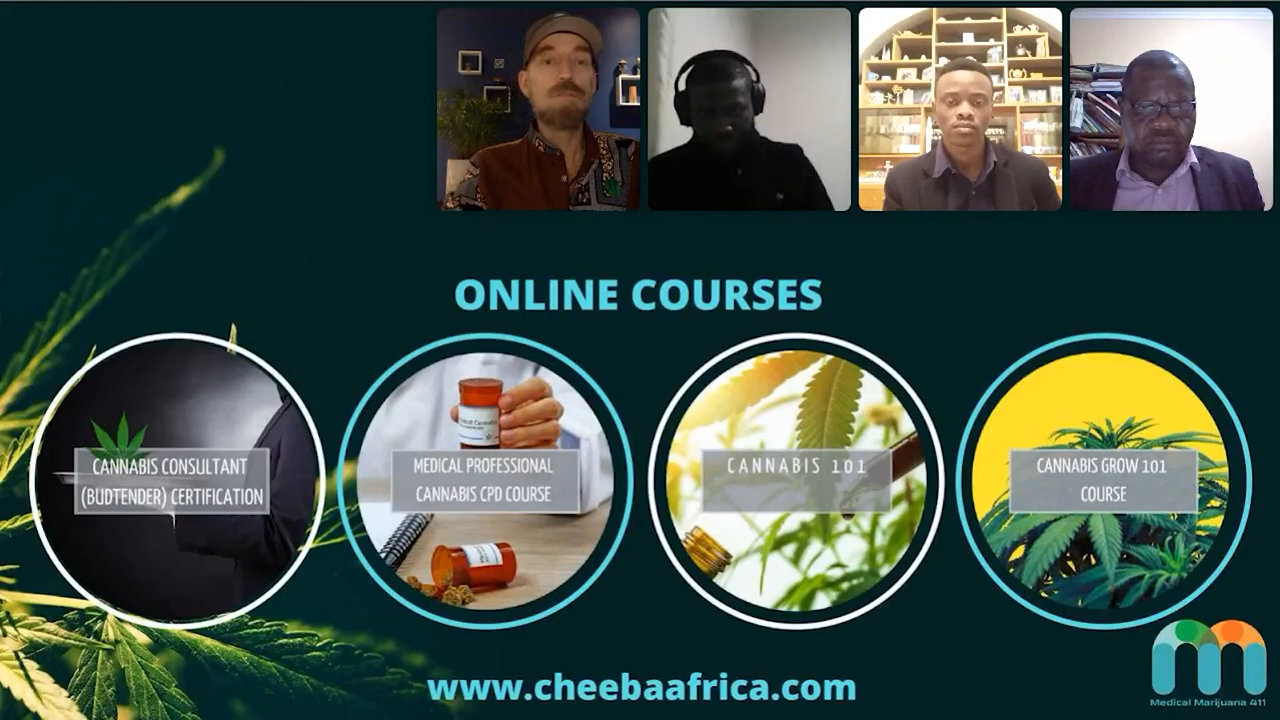 ONLINE COURSES
CANNABIS CONSULTANT
(BUDTENDER) CERTIFICATION
MEDICAL PROFESSIONAL
CANNABIS CPD COURSE
CANNABIS 101
CANNABIS GROW 101
COURSE
www.cheebaafrica.com
Medical Marijuana 411